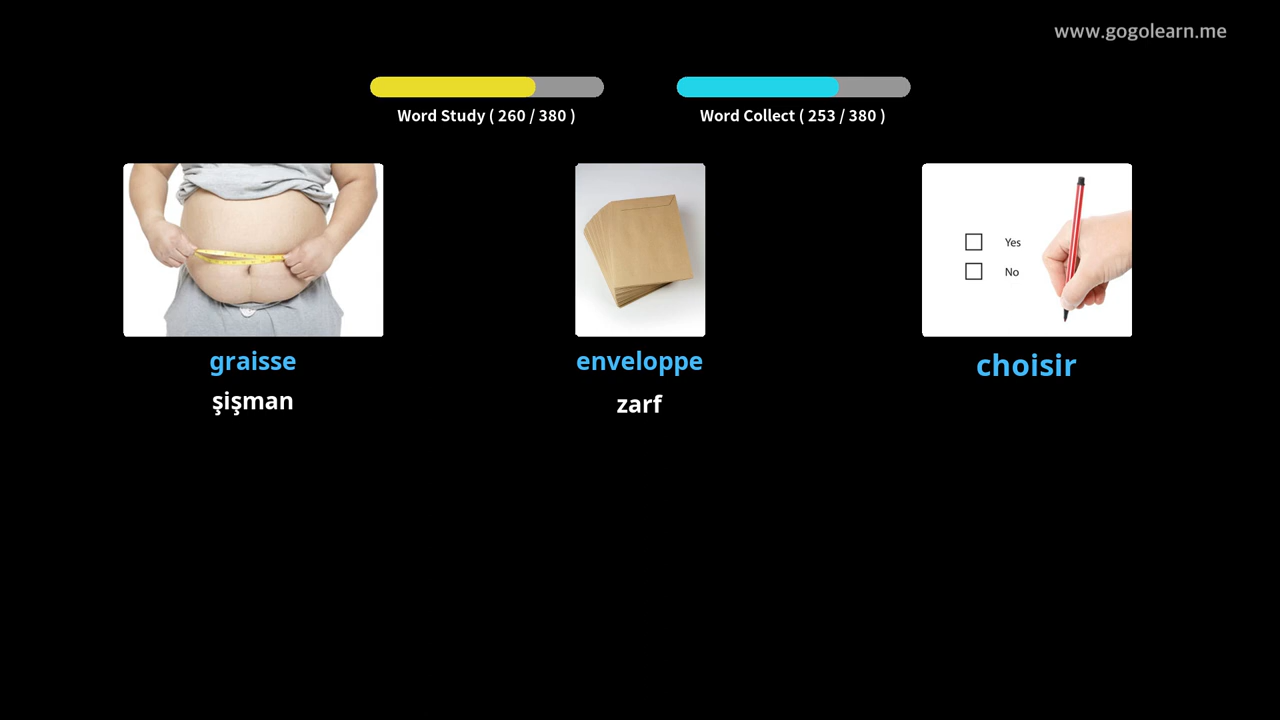 www.gogolearn.me
Word Study ( 260 / 380 )
Word Collect ( 253 / 380 )
Yes
No
graisse
enveloppe
choisir
şişman
zarf